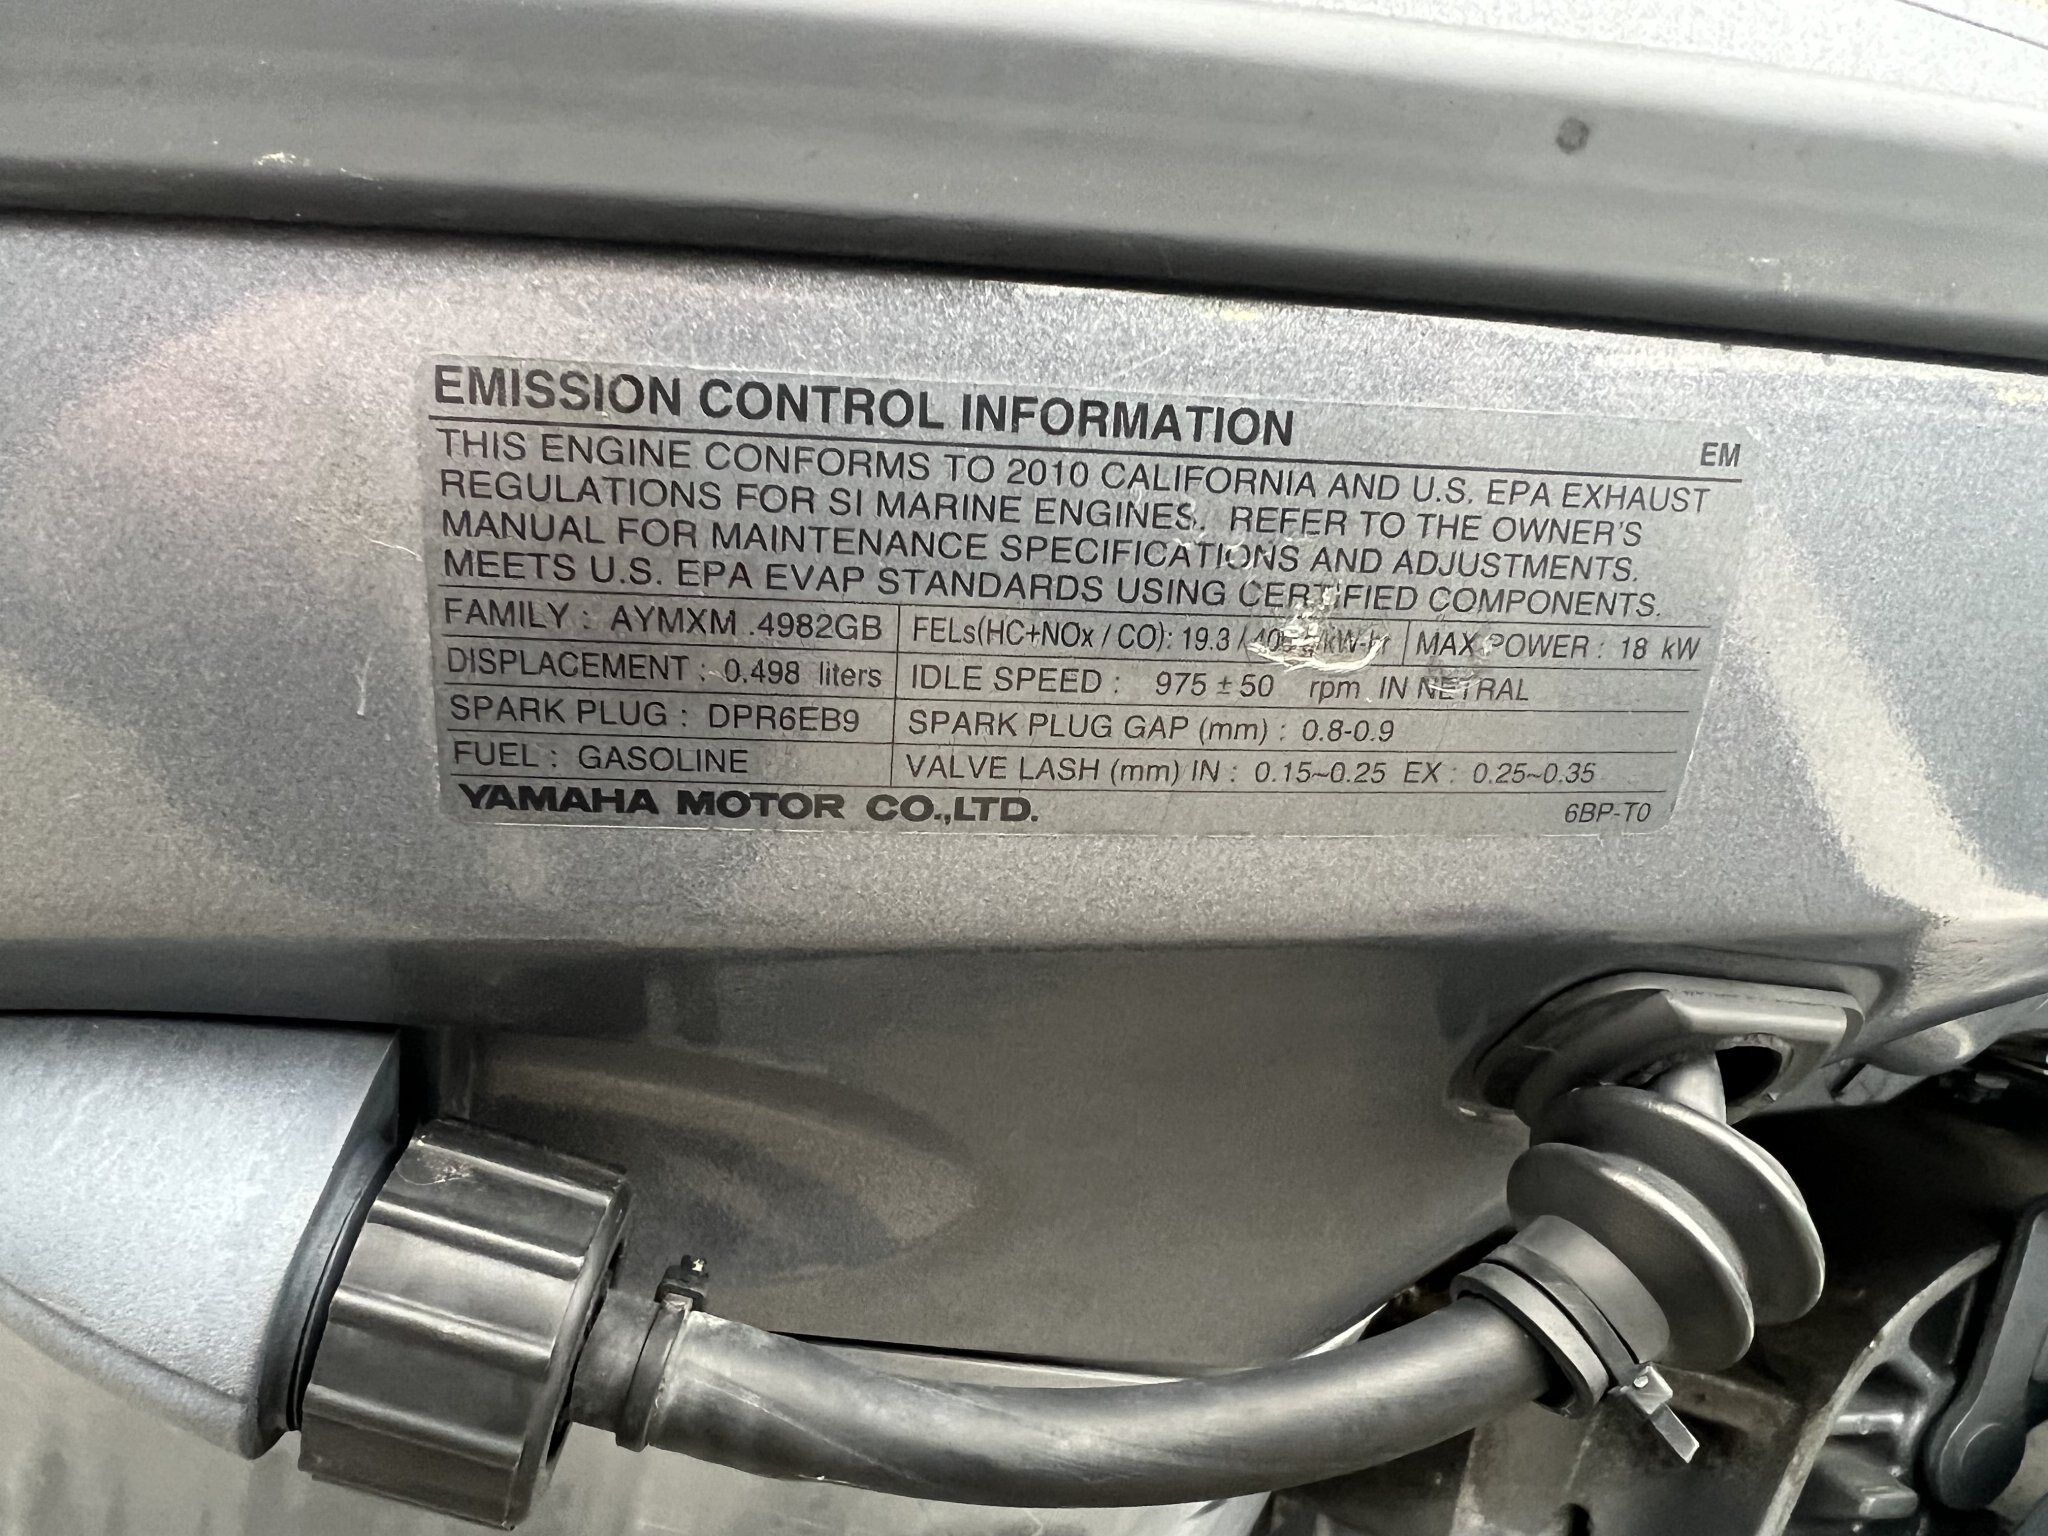 EMISSION CONTROL INFORMATION
EM
THIS ENGINE CONFORMS TO 2010 CALIFORNIA AND U.S. EPA EXHAUST
REGULATIONS FOR SI MARINE ENGINES. REFER TO THE OWNER'S
MANUAL FOR MAINTENANCE SPECIFICATIONS AND ADJUSTMENTS.
MEETS U.S. EPA EVAP STANDARDS USING CERTIFIED COMPONENTS.
FAMILY : AYMXM .4982GB FELs(HC+NOx / CO): 19.3 / MAX POWER : 18 kW
DISPLACEMENT : 0.498 liters IDLE SPEED : 975 ± 50 rpm IN NETRAL
SPARK PLUG : DPR6EB9 SPARK PLUG GAP (mm) : 0.8-0.9
FUEL : GASOLINE VALVE LASH (mm) IN : 0.15~0.25 EX : 0.25~0.35
YAMAHA MOTOR CO.,LTD. 6BP-T0